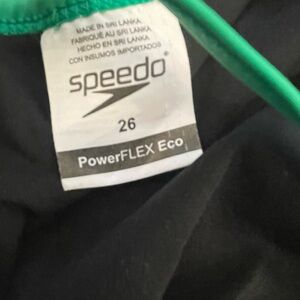 MADE IN SRI LANKA
FABRIQUÉ AU SRI LANKA
HECHO EN SRI LANKA
CON INSUMOS IMPORTADOS
speedo
26
PowerFLEX Eco